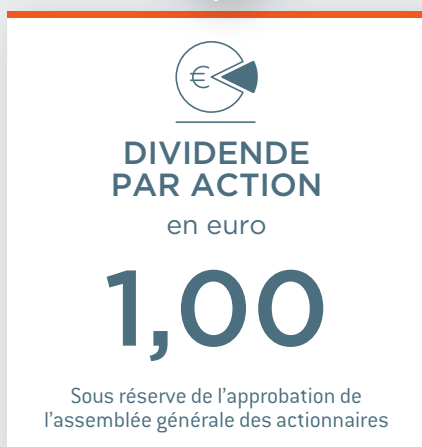 €
DIVIDENDE
PAR ACTION
en euro
1,00
Sous réserve de l’approbation de
l’assemblée générale des actionnaires